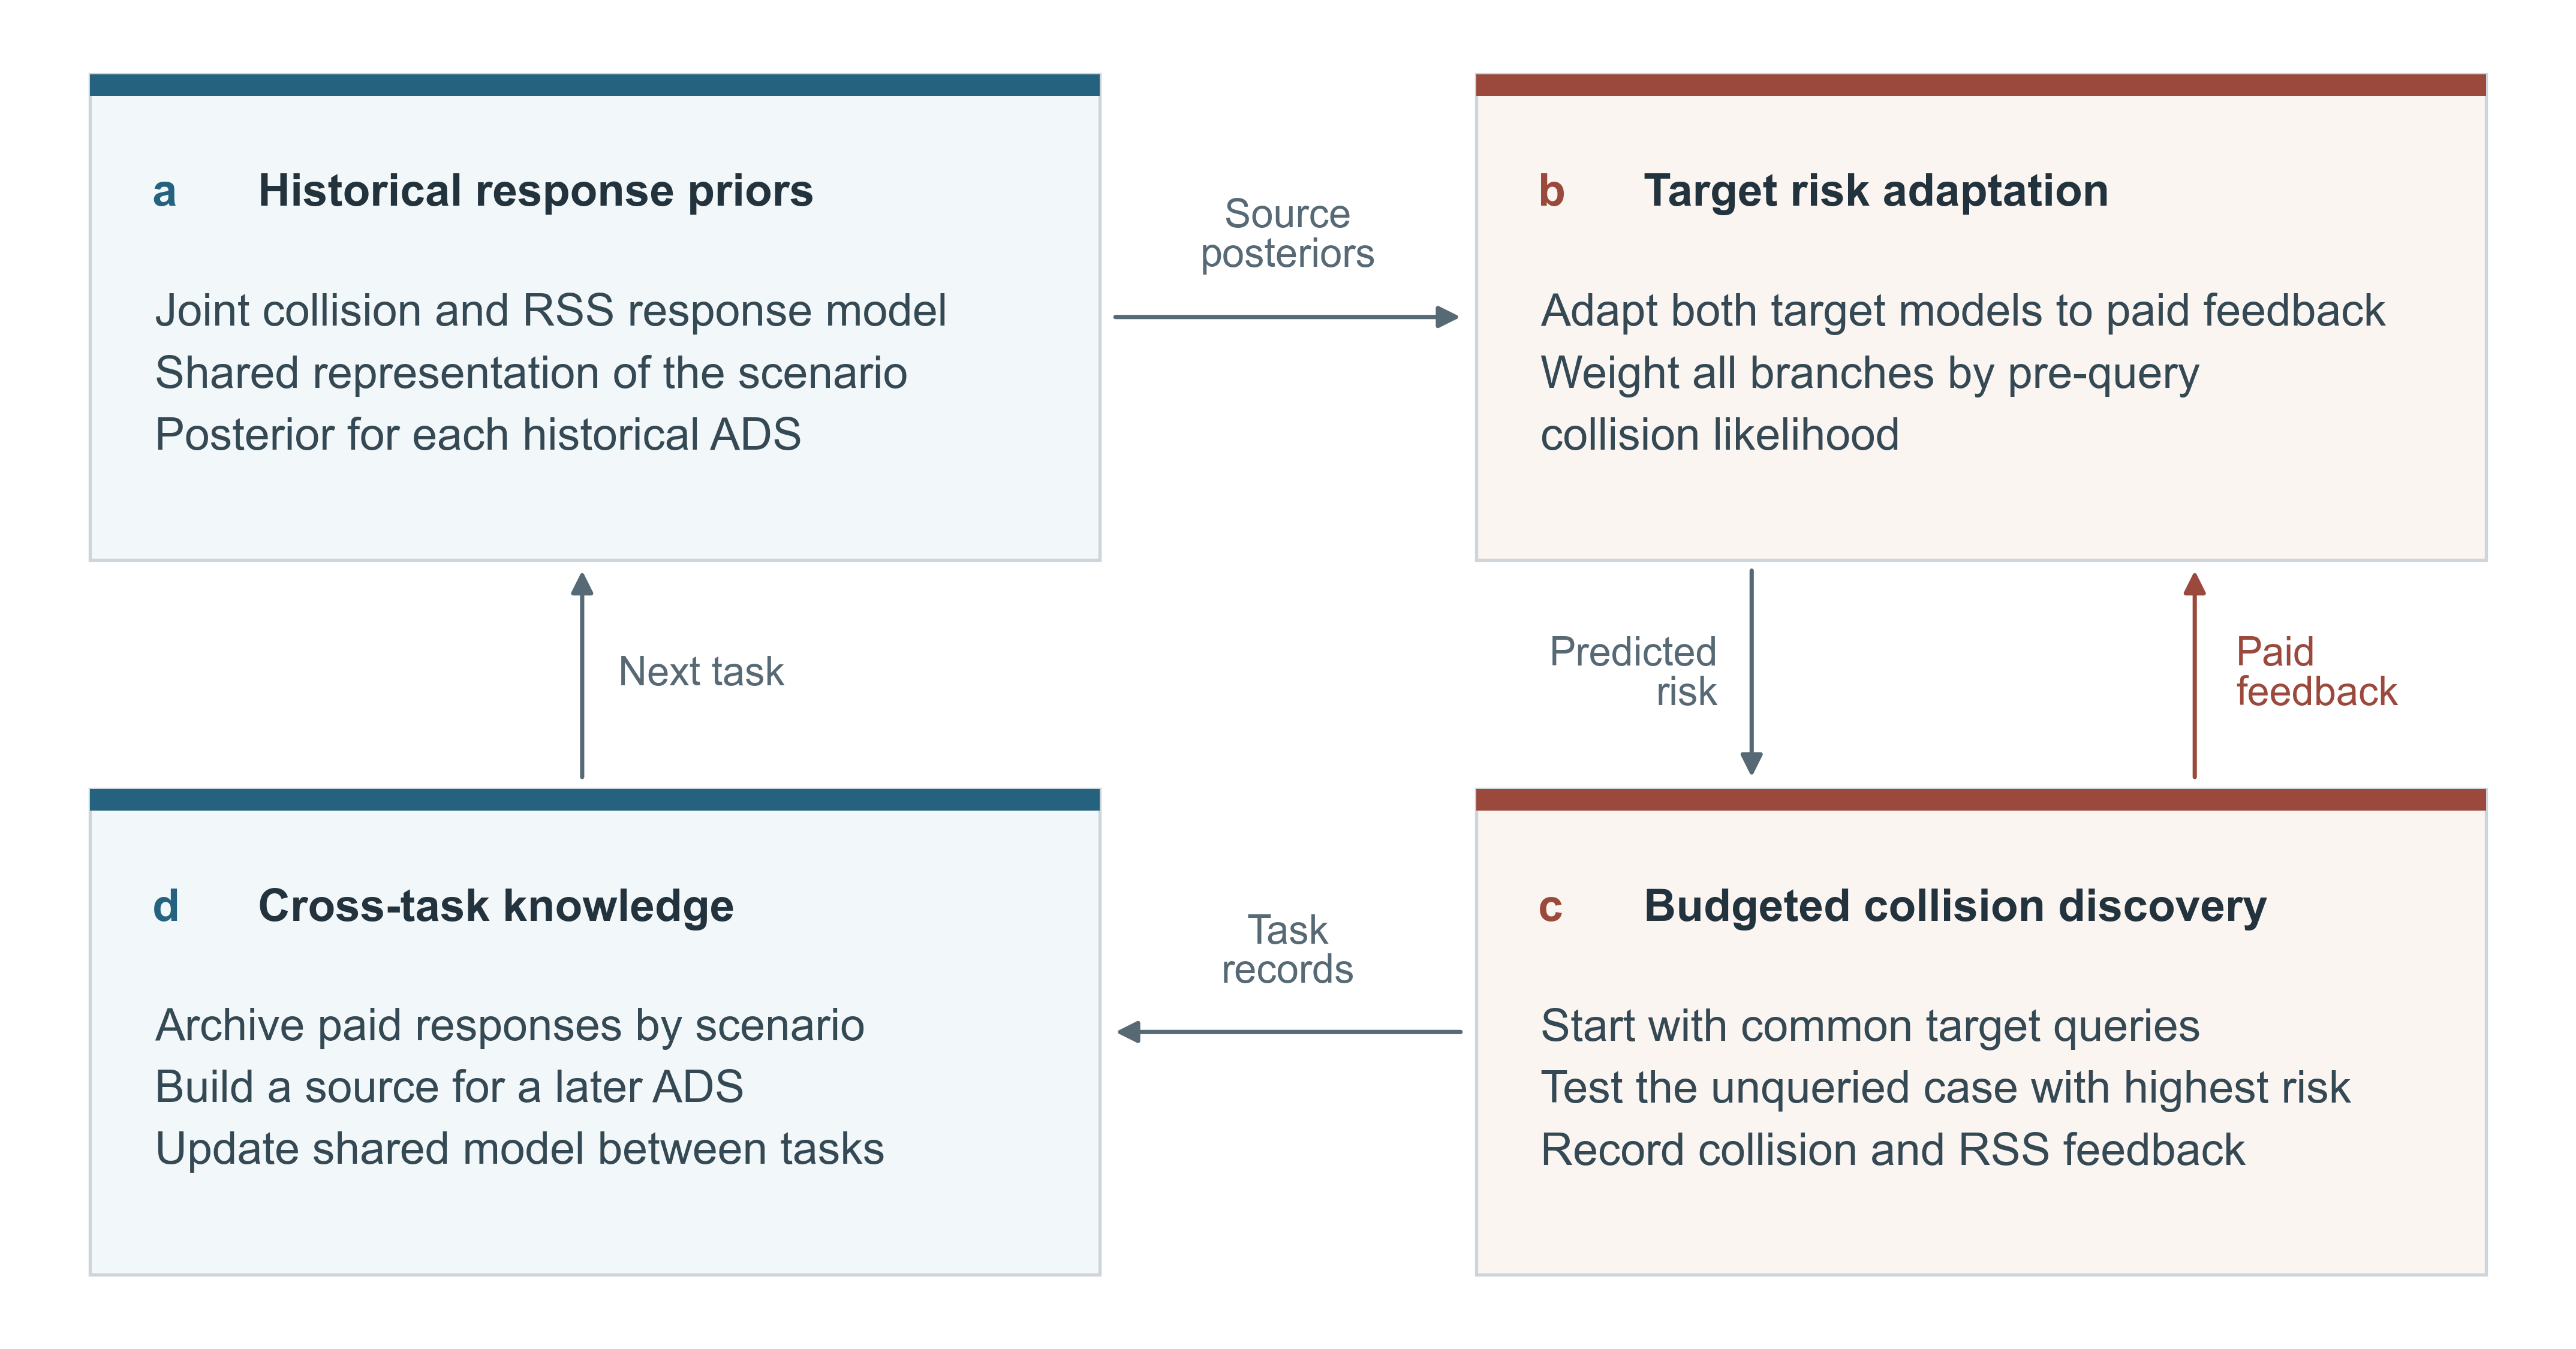 a Historical response priors
Joint collision and RSS response model
Shared representation of the scenario
Posterior for each historical ADS
Source
posteriors
b Target risk adaptation
Adapt both target models to paid feedback
Weight all branches by pre-query
collision likelihood
Next task
Predicted
risk
Paid
feedback
d Cross-task knowledge
Archive paid responses by scenario
Build a source for a later ADS
Update shared model between tasks
Task
records
c Budgeted collision discovery
Start with common target queries
Test the unqueried case with highest risk
Record collision and RSS feedback